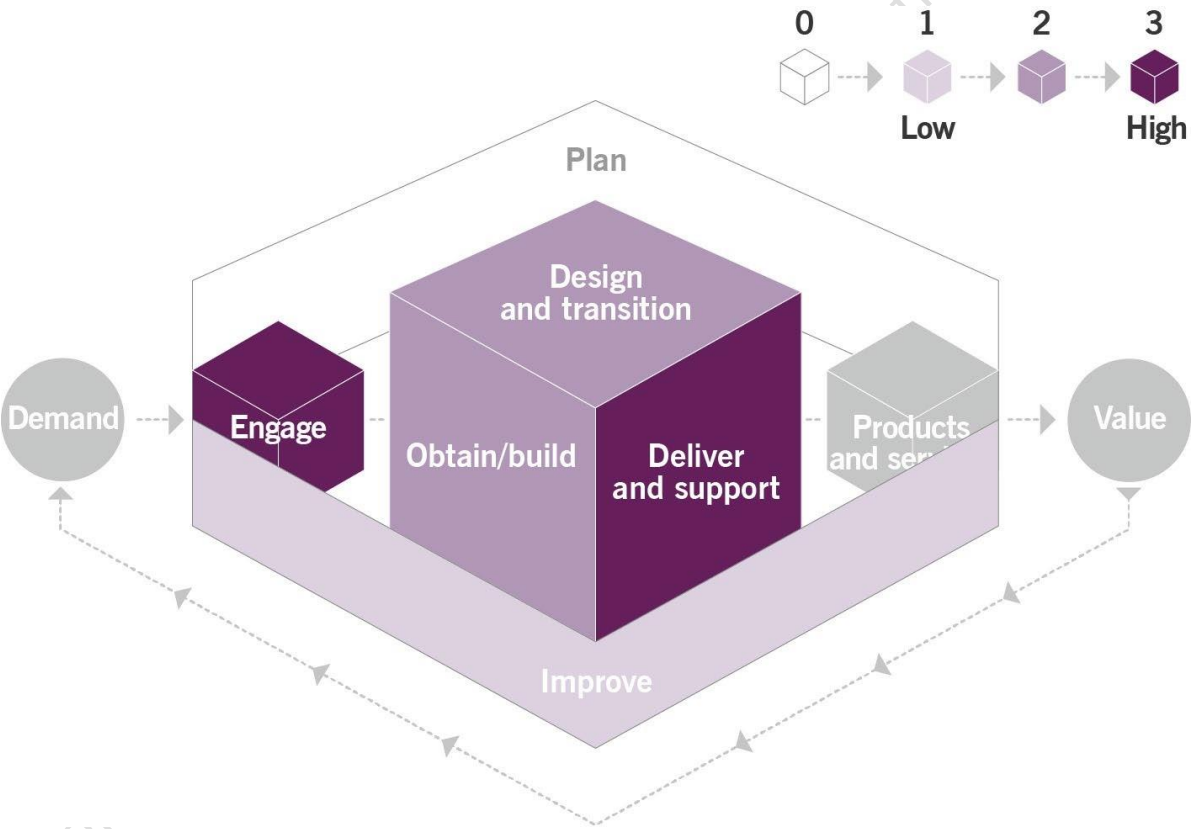 0 1 2 3
Low High
Plan
Design
and transition
Demand
Engage
Obtain/build
Deliver
and support
Products
and
Value
Improve